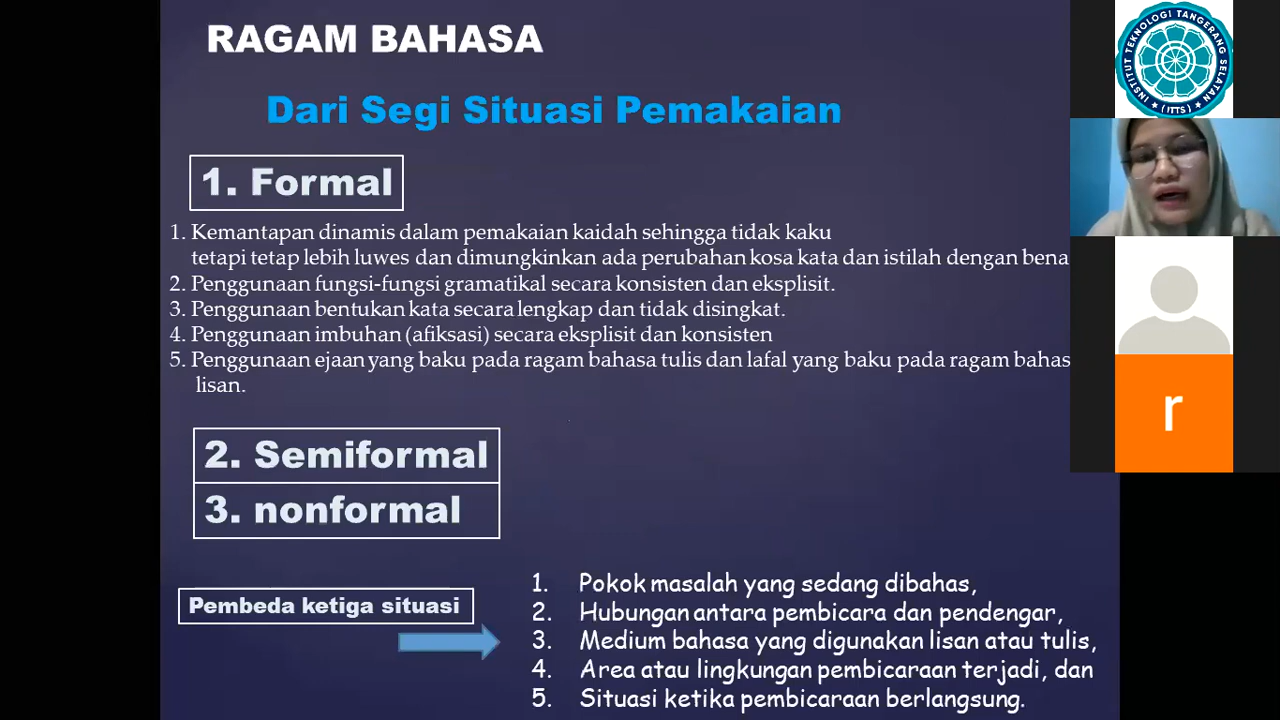 RAGAM BAHASA
Dari Segi Situasi Pemakaian
1. Formal
1. Kemantapan dinamis dalam pemakaian kaidah sehingga tidak kaku
tetapi tetap lebih luwes dan dimungkinkan ada perubahan kosa kata dan istilah dengan bena
2. Penggunaan fungsi-fungsi gramatikal secara konsisten dan eksplisit.
3. Penggunaan bentukan kata secara lengkap dan tidak disingkat.
4. Penggunaan imbuhan (afiksasi) secara eksplisit dan konsisten
5. Penggunaan ejaan yang baku pada ragam bahasa tulis dan lafal yang baku pada ragam bahas
lisan.
2. Semiformal
3. nonformal
Pembeda ketiga situasi
1. Pokok masalah yang sedang dibahas,
2. Hubungan antara pembicara dan pendengar,
3. Medium bahasa yang digunakan lisan atau tulis,
4. Area atau lingkungan pembicaraan terjadi, dan
5. Situasi ketika pembicaraan berlangsung.
INSTITUT TEKNOLOGI TANGERANG SELATAN
(ITTS)
r